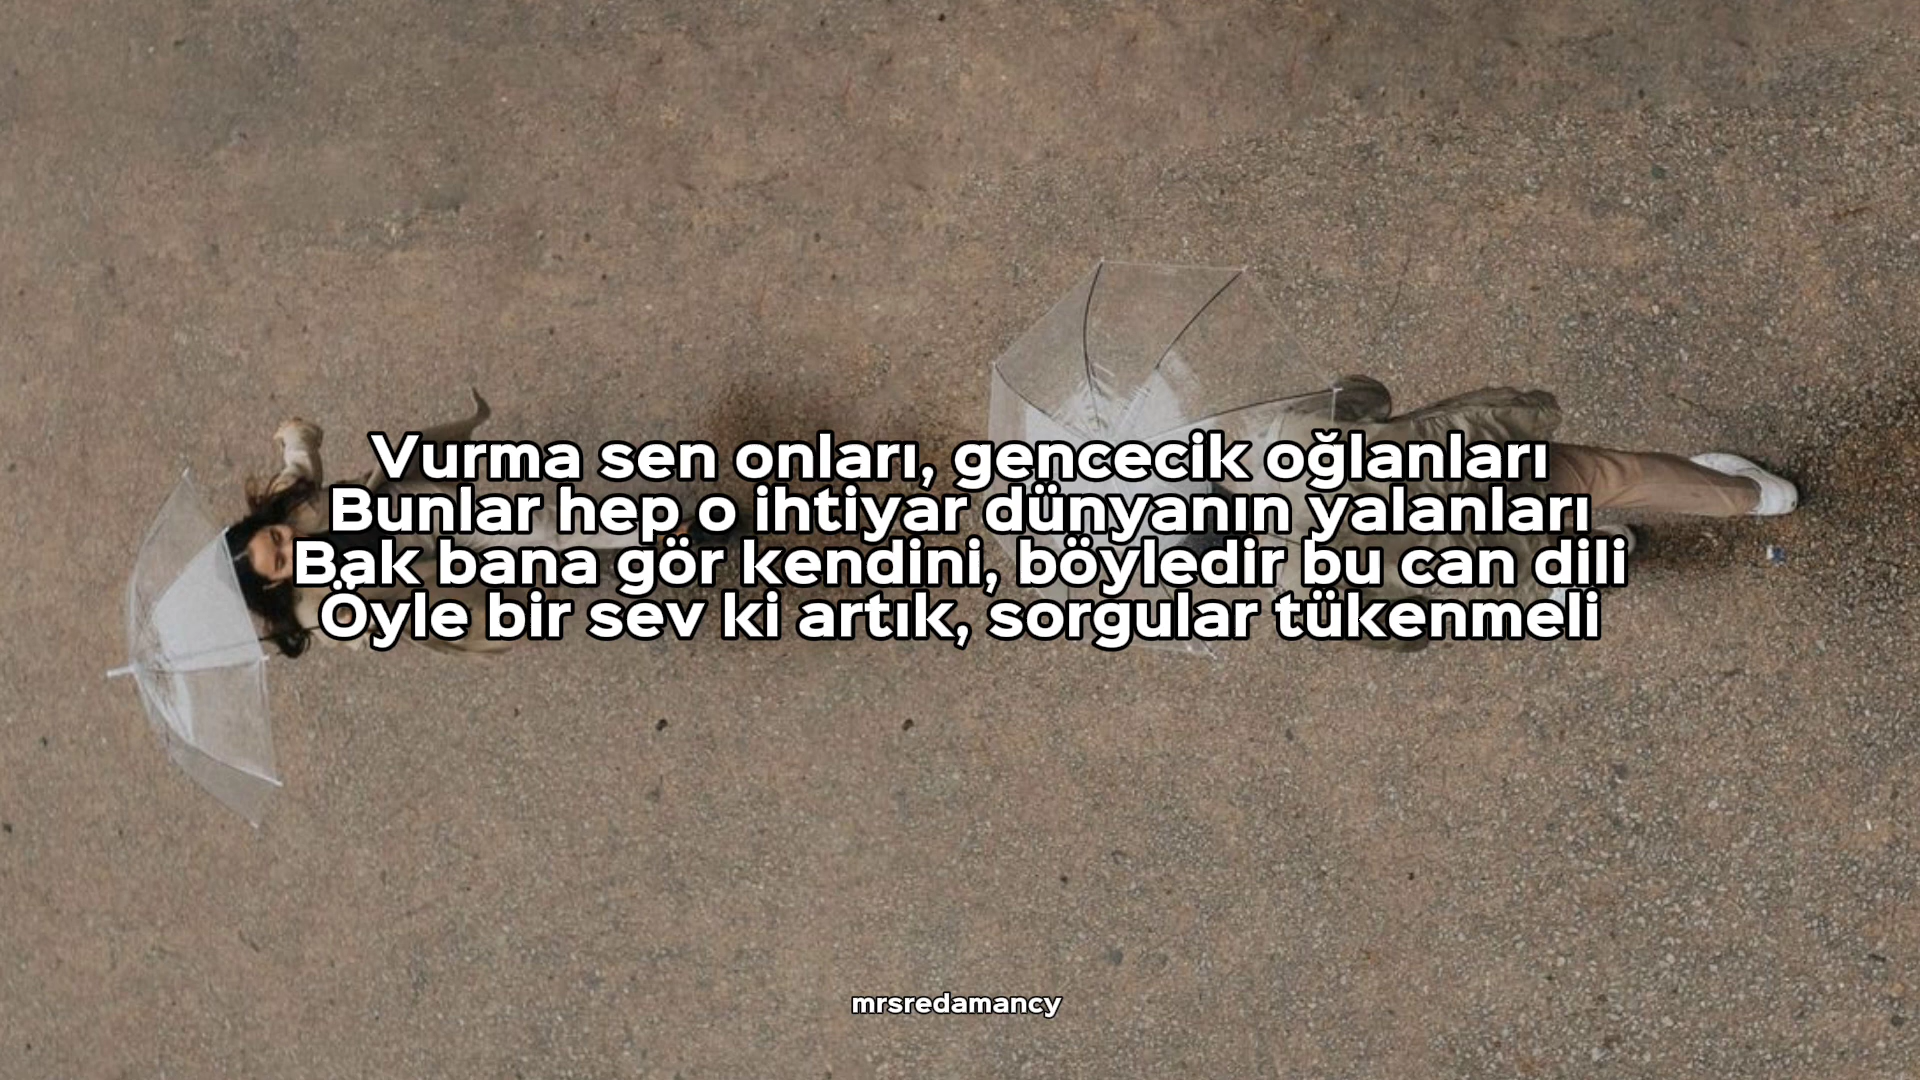 Vurma sen onları, gencecik oğlanları
Bunlar hep o ihtiyar dünyanın yalanları
Bak bana gör kendini, böyledir bu can dili
Öyle bir sev ki artık, sorgular tükenmeli
mrsredamancy